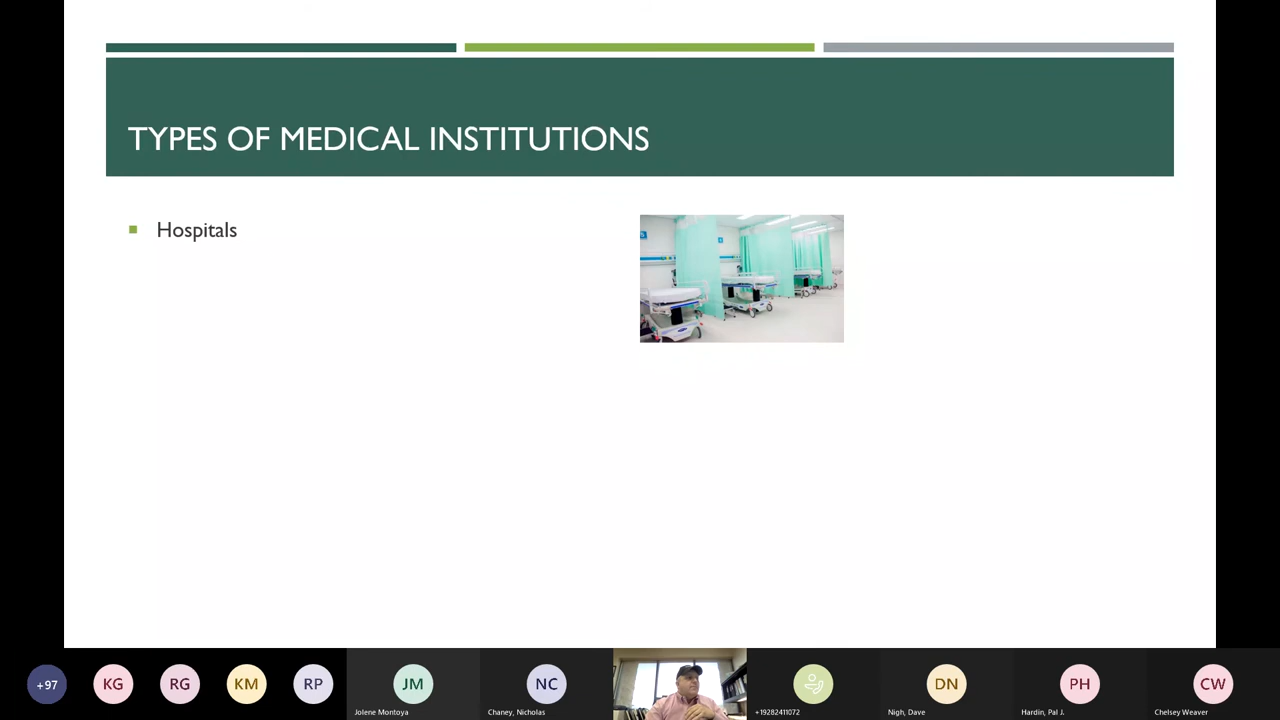 TYPES OF MEDICAL INSTITUTIONS
Hospitals
+97
KG
RG
KM
RP
JM
NC
DN
PH
CW
Jolene Montoya
Chaney, Nicholas
+19282411072
Nigh, Dave
Hardin, Pal J.
Chelsey Weaver